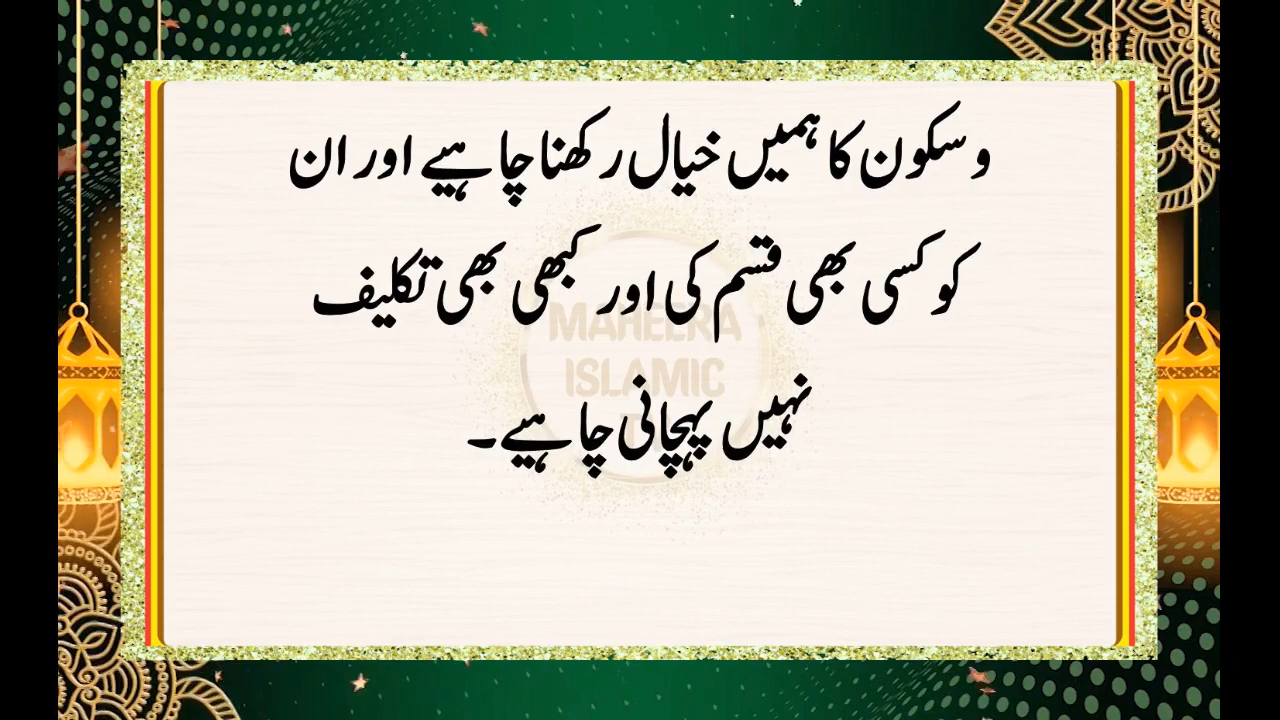 و سکون کا ہمیں خیال رکھنا چاہیے اور ان
کو کسی بھی قسم کی اور کبھی بھی تکلیف
نہیں پہچانی چاہیے۔
MAHEERA
ISLAMIC